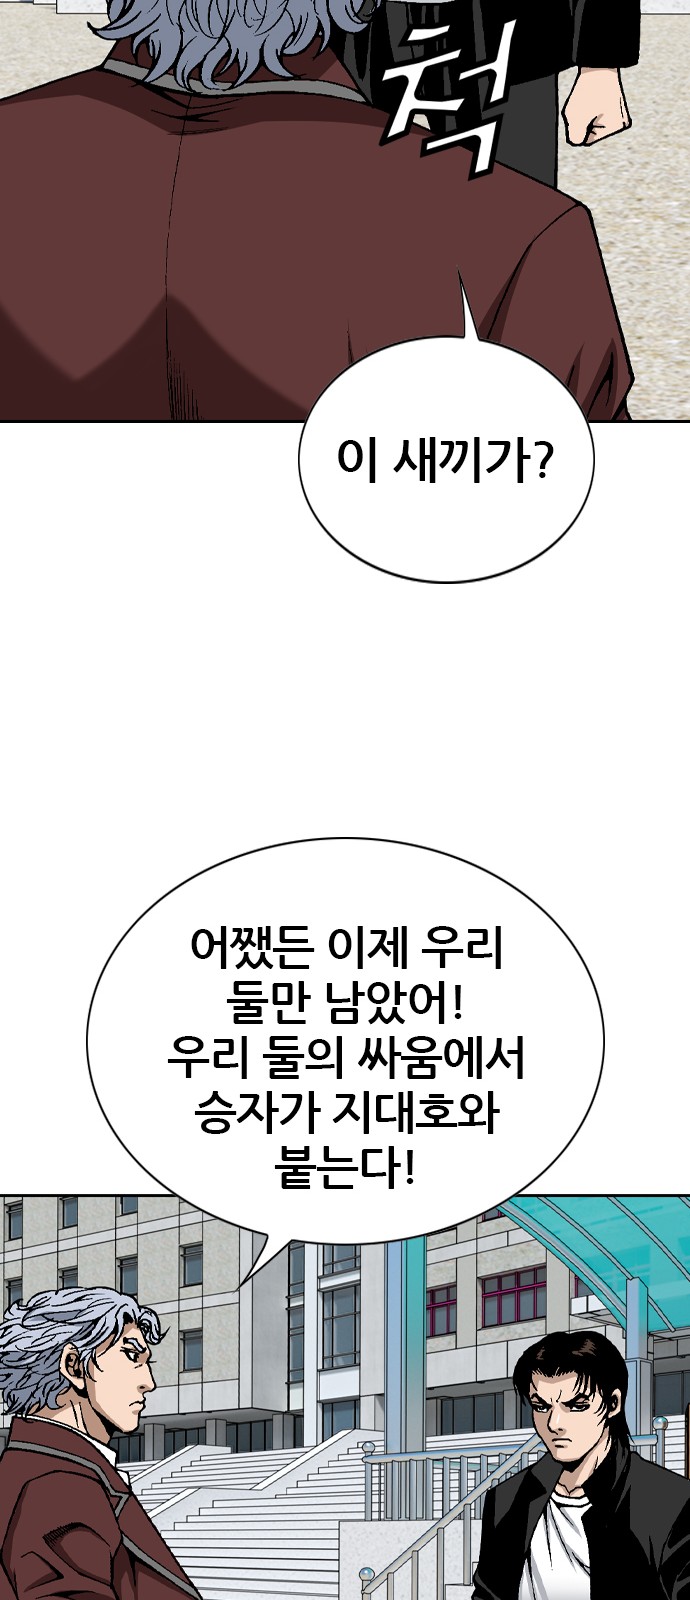 척
이 새끼가?
어쨌든 이제 우리
둘만 남았어!
우리 둘의 싸움에서
승자가 지대호와
붙는다!